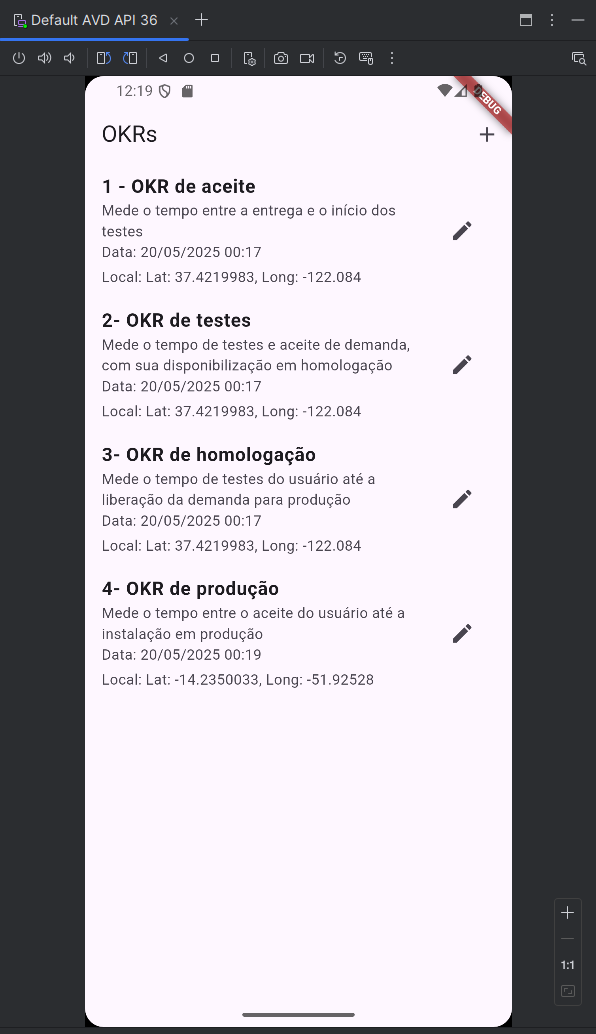 Default AVD API 36
12:19
DEBUG
OKRs
1 - OKR de aceite
Mede o tempo entre a entrega e o início dos
testes
Data: 20/05/2025 00:17
Local: Lat: 37.4219983, Long: -122.084
2- OKR de testes
Mede o tempo de testes e aceite de demanda,
com sua disponibilização em homologação
Data: 20/05/2025 00:17
Local: Lat: 37.4219983, Long: -122.084
3- OKR de homologação
Mede o tempo de testes do usuário até a
liberação da demanda para produção
Data: 20/05/2025 00:17
Local: Lat: 37.4219983, Long: -122.084
4- OKR de produção
Mede o tempo entre o aceite do usuário até a
instalação em produção
Data: 20/05/2025 00:19
Local: Lat: -14.2350033, Long: -51.92528
1:1